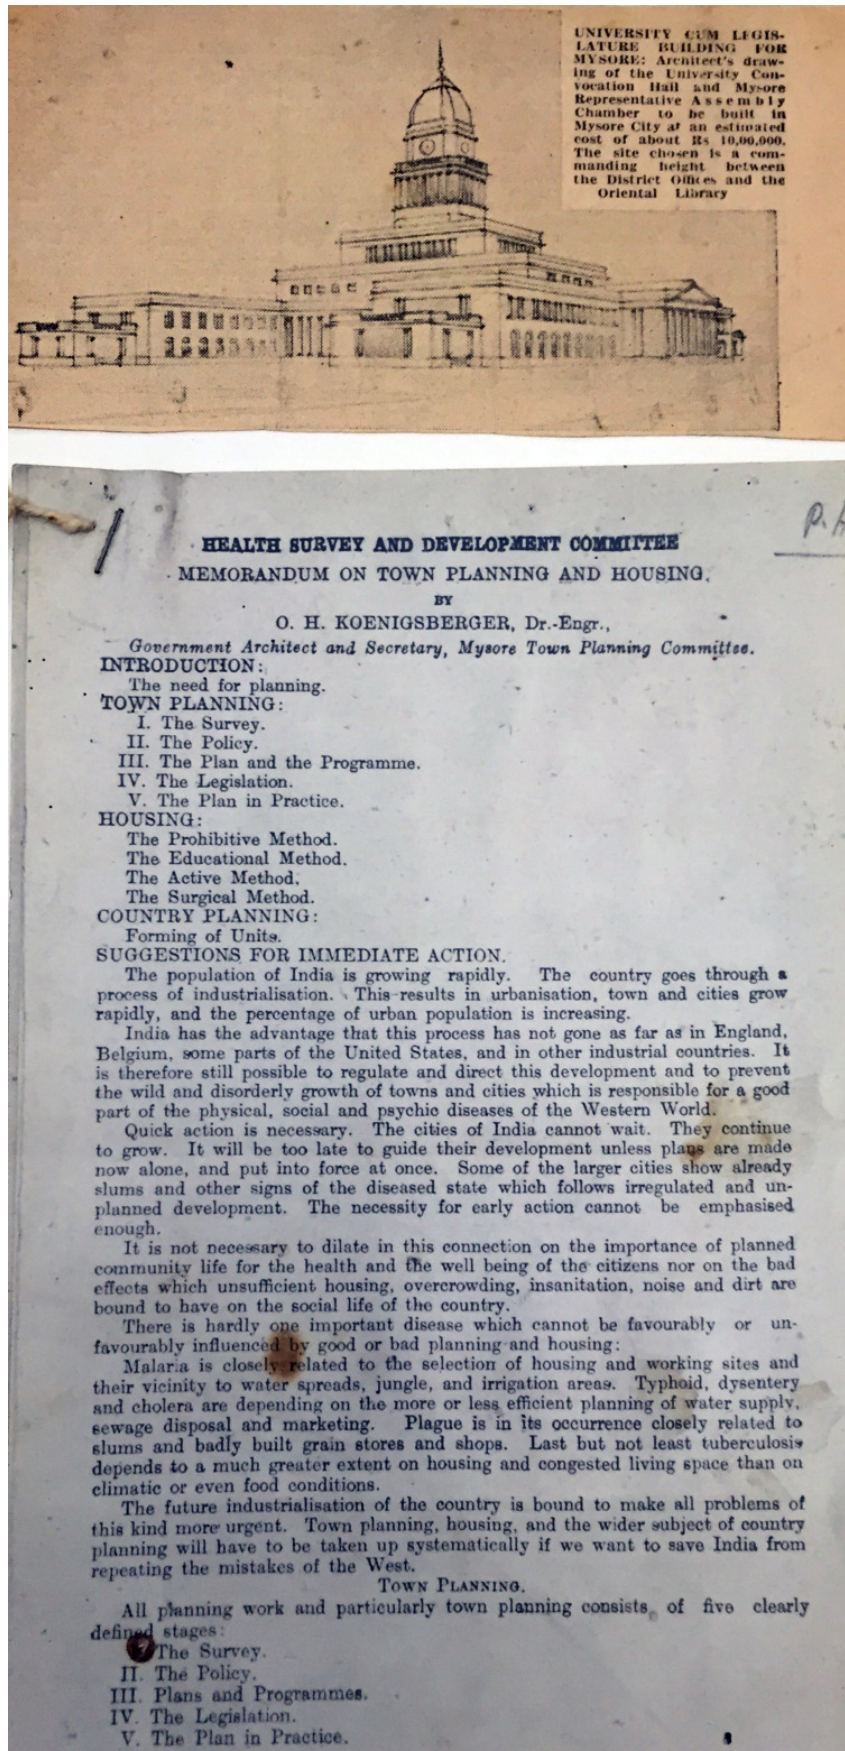 UNIVERSITY CUM LEGIS-
LATURE BUILDING FOR
MYSORE: Architect's draw-
ing of the University Con-
vocation Hall and Mysore
Representative Assembly
Chamber to be built in
Mysore City at an estimated
cost of about Rs 10,00,000.
The site chosen is a com-
manding height between
the District Offices and the
Oriental Library
HEALTH SURVEY AND DEVELOPMENT COMMITTEE
MEMORANDUM ON TOWN PLANNING AND HOUSING.
BY
O. H. KOENIGSBERGER, Dr.-Engr.,
Government Architect and Secretary, Mysore Town Planning Committee.
INTRODUCTION:
The need for planning.
TOWN PLANNING:
I. The Survey.
II. The Policy.
III. The Plan and the Programme.
IV. The Legislation.
V. The Plan in Practice.
HOUSING:
The Prohibitive Method.
The Educational Method.
The Active Method.
The Surgical Method.
COUNTRY PLANNING:
Forming of Units.
SUGGESTIONS FOR IMMEDIATE ACTION.
The population of India is growing rapidly. The country goes through a
process of industrialisation. This results in urbanisation, town and cities grow
rapidly, and the percentage of urban population is increasing.
India has the advantage that this process has not gone as far as in England,
Belgium, some parts of the United States, and in other industrial countries. It
is therefore still possible to regulate and direct this development and to prevent
the wild and disorderly growth of towns and cities which is responsible for a good
part of the physical, social and psychic diseases of the Western World.
Quick action is necessary. The cities of India cannot wait. They continue
to grow. It will be too late to guide their development unless plans are made
now alone, and put into force at once. Some of the larger cities show already
slums and other signs of the diseased state which follows irregulated and un-
planned development. The necessity for early action cannot be emphasised
enough.
It is not necessary to dilate in this connection on the importance of planned
community life for the health and the well being of the citizens nor on the bad
effects which unsufficient housing, overcrowding, insanitation, noise and dirt are
bound to have on the social life of the country.
There is hardly one important disease which cannot be favourably or un-
favourably influenced by good or bad planning and housing:
Malaria is closely related to the selection of housing and working sites and
their vicinity to water spreads, jungle, and irrigation areas. Typhoid, dysentery
and cholera are depending on the more or less efficient planning of water supply,
sewage disposal and marketing. Plague is in its occurrence closely related to
slums and badly built grain stores and shops. Last but not least tuberculosis
depends to a much greater extent on housing and congested living space than on
climatic or even food conditions.
The future industrialisation of the country is bound to make all problems of
this kind more urgent. Town planning, housing, and the wider subject of country
planning will have to be taken up systematically if we want to save India from
repeating the mistakes of the West.
TOWN PLANNING.
All planning work and particularly town planning consists of five clearly
defined stages:
The Survey.
II. The Policy.
III. Plans and Programmes.
IV. The Legislation.
V. The Plan in Practice.